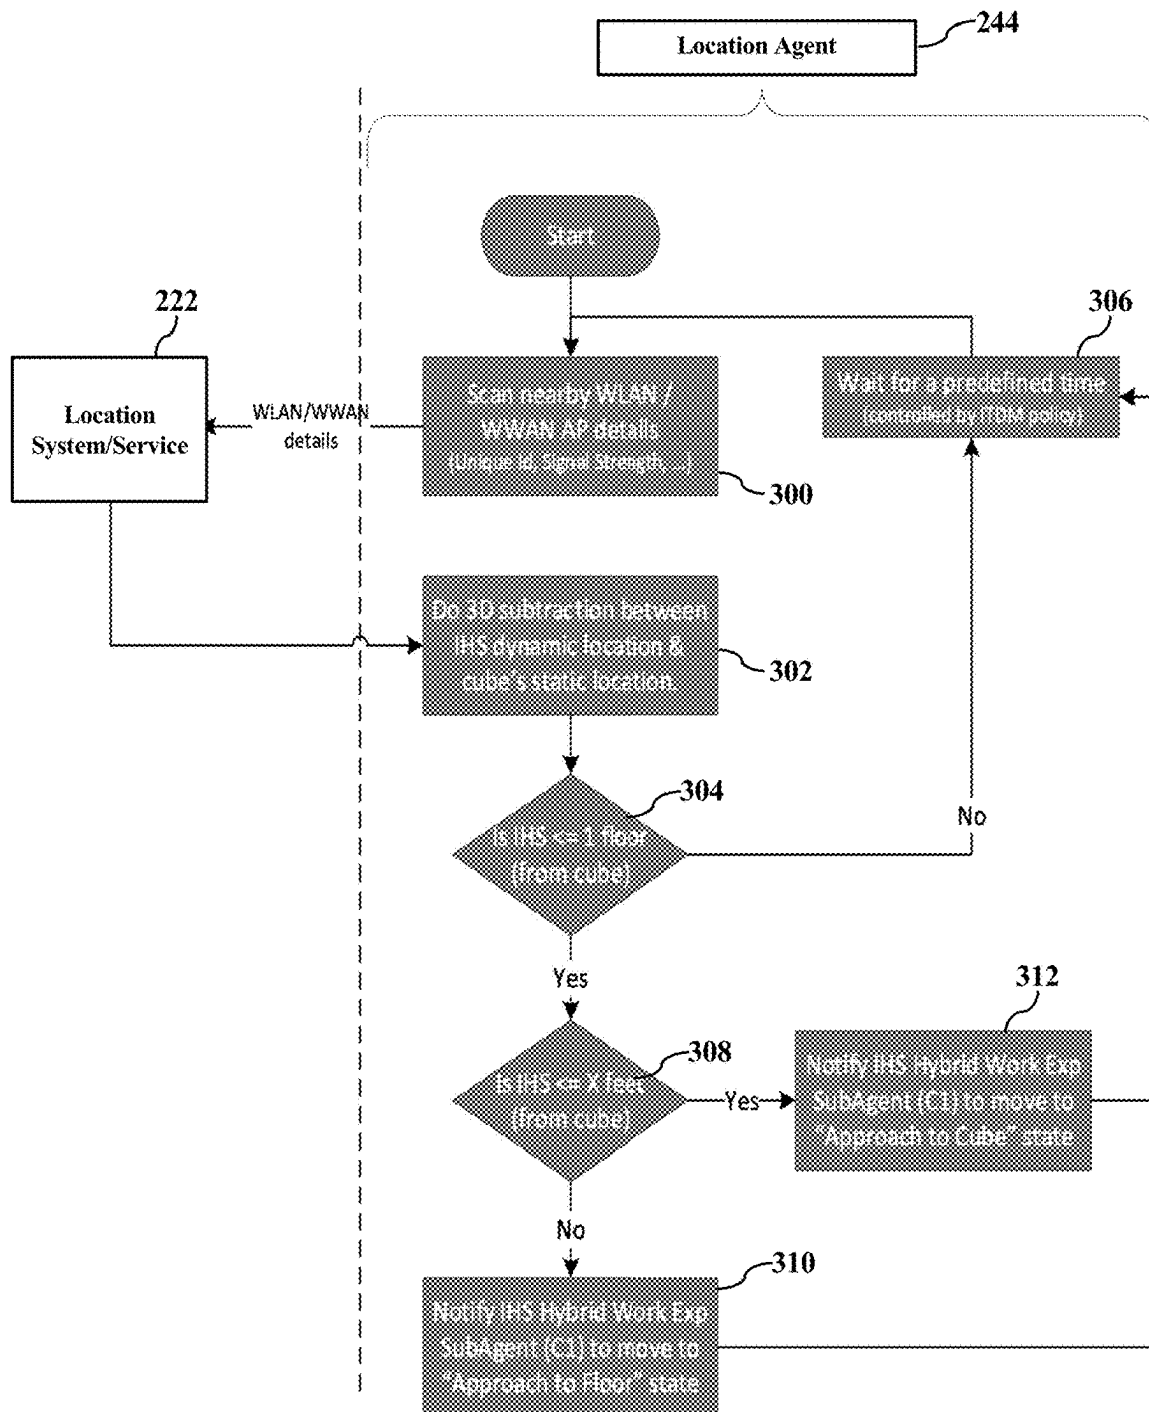 Location Agent
244
Start
222
306
Location
System/Service
WLAN/WWAN
details
Scan nearby WLAN /
WWAN AP details
(Unique id, Signal Strength ...)
300
Wait for a predefined time
(controlled by ITDM policy)
Do 3D subtraction between
IHS dynamic location &
cube's static location.
302
304
Is IHS <= 1 floor
(from cube)
No
Yes
312
308
Is IHS <= X feet
(from cube)
Yes
Notify IHS Hybrid Work Exp
SubAgent (C1) to move to
"Approach to Cube" state
No
310
Notify IHS Hybrid Work Exp
SubAgent (C1) to move to
"Approach to Floor" state